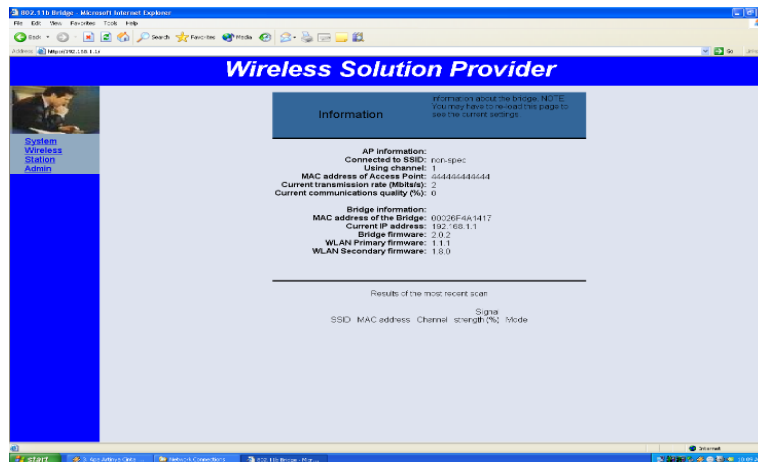 802.11b Bridge - Microsoft Internet Explorer
File Edit View Favorites Tools Help
Back Search Favorites Media
Address Go
Wireless Solution Provider
System
Wireless
Station
Admin
Information
Information about the bridge. NOTE:
You may have to re-load this page to
see the current settings
AP information:
Connected to SSID: non-spec
Using channel: 1
MAC address of Access Point: 444444444444
Current transmission rate (Mbits/s): 2
Current communications quality (%): 0
Bridge information:
MAC address of the Bridge: 00026F4A1417
Current IP address: 192.168.1.1
Bridge firmware: 2.0.2
WLAN Primary firmware: 1.1.1
WLAN Secondary firmware: 1.8.0
Results of the most recent scan
Signal
SSID MAC address Channel strength (%) Mode
Internet
start Network Connections 802.11b Bridge - Micr...